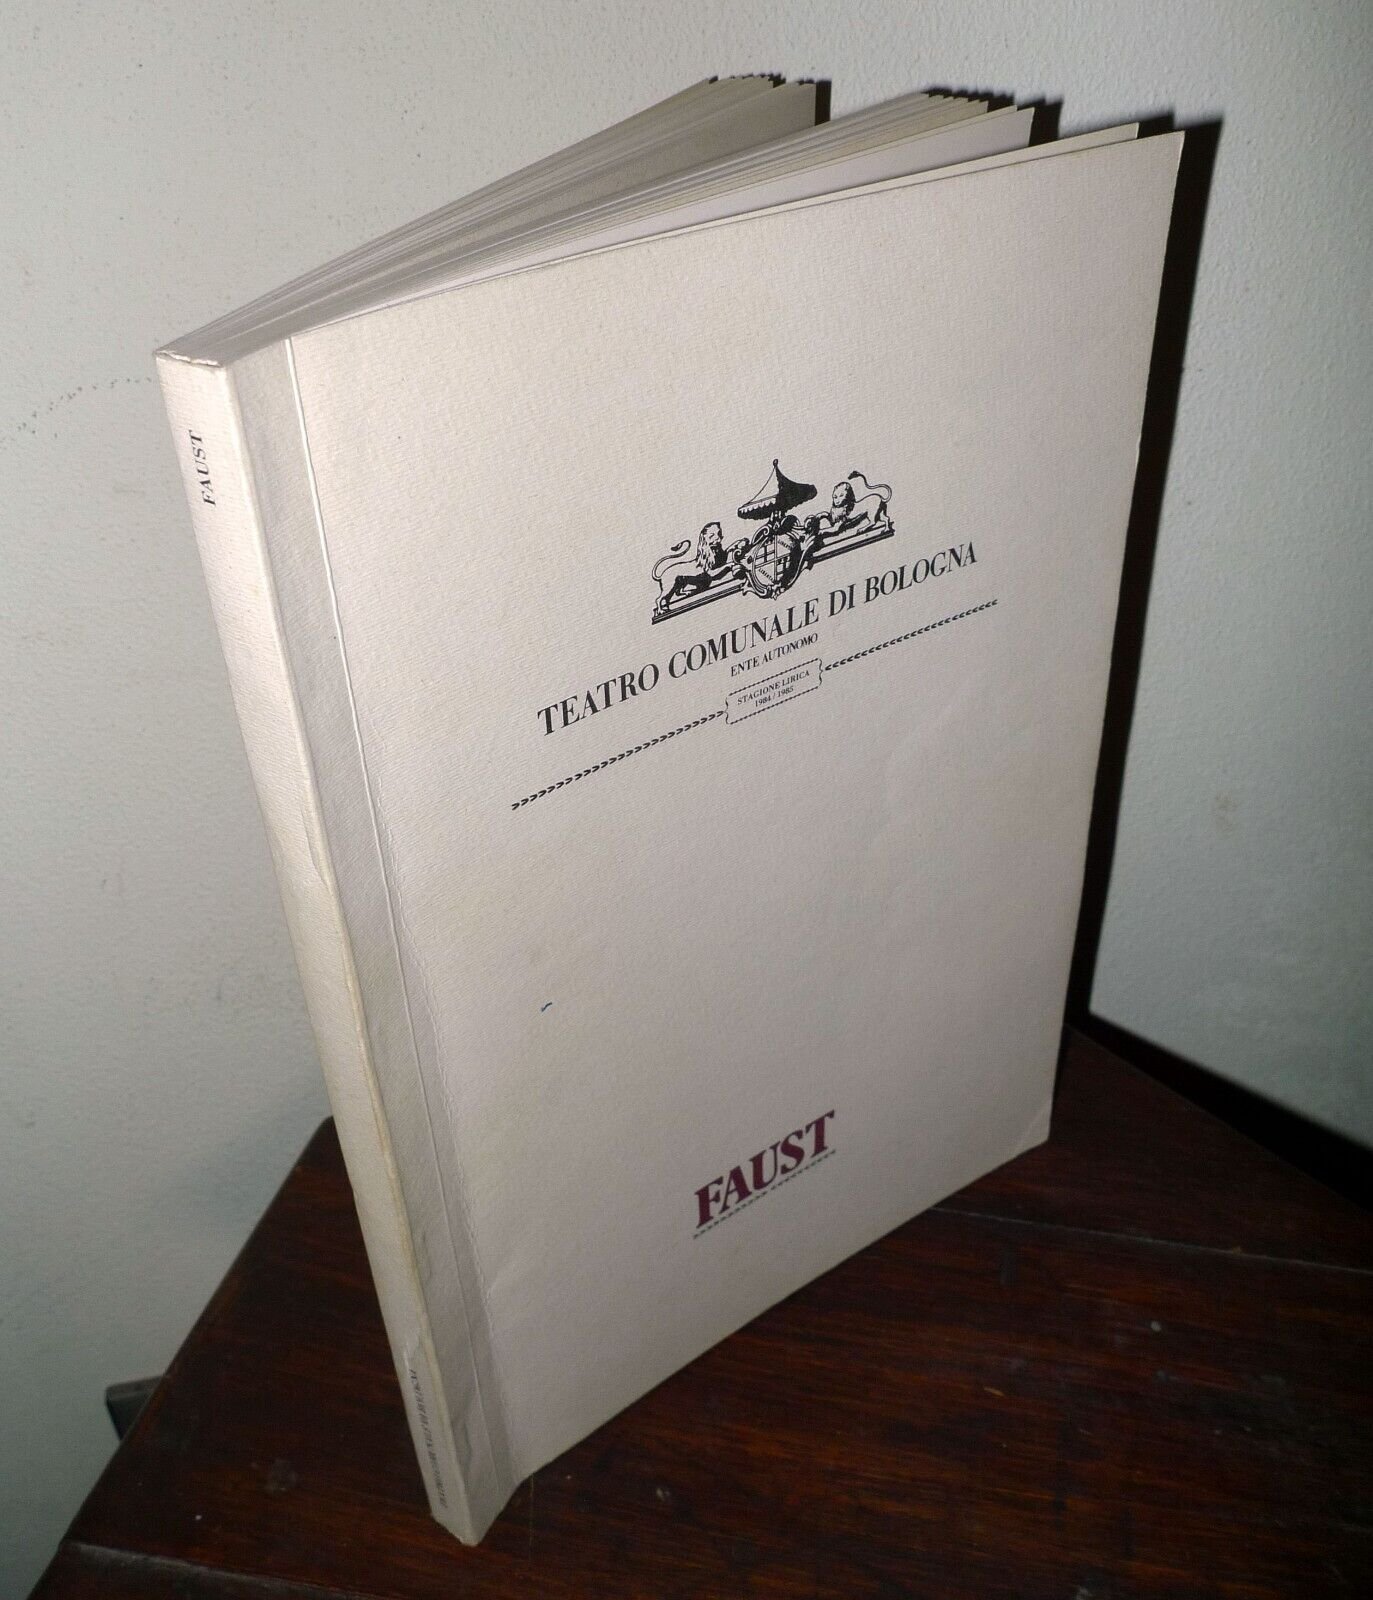 FAUST
TEATRO COMUNALE DI BOLOGNA
ENTE AUTONOMO
STAGIONE LIRICA
1984 / 1985
FAUST